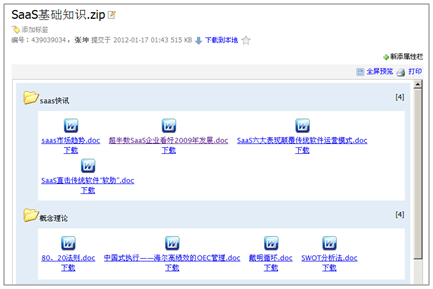 SaaS基础知识.zip
添加标签
编号：439039034，张坤 提交于 2012-01-17 01:43 515 KB 下载到本地
新添属性栏
全屏预览 打印
saas快讯 [4]
saas市场趋势.doc 超半数SaaS企业看好2009年发展.doc SaaS六大表现颠覆传统软件运营模式.doc
下载 下载 下载
SaaS直击传统软件“软肋”.doc
下载
概念理论 [4]
80、20法则.doc 中国式执行——海尔高绩效的OEC管理.doc 戴明循环.doc SWOT分析法.doc
下载 下载 下载 下载